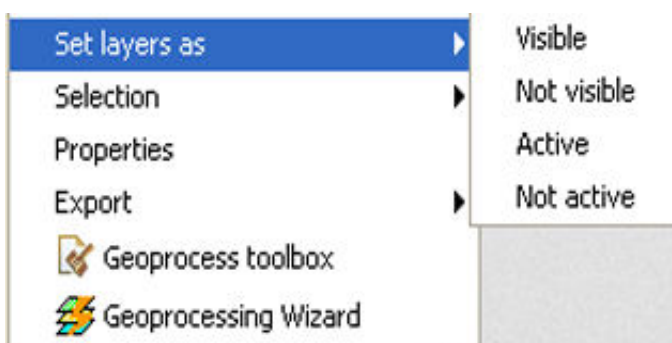 Set layers as
Selection
Properties
Export
Geoprocess toolbox
Geoprocessing Wizard
Visible
Not visible
Active
Not active